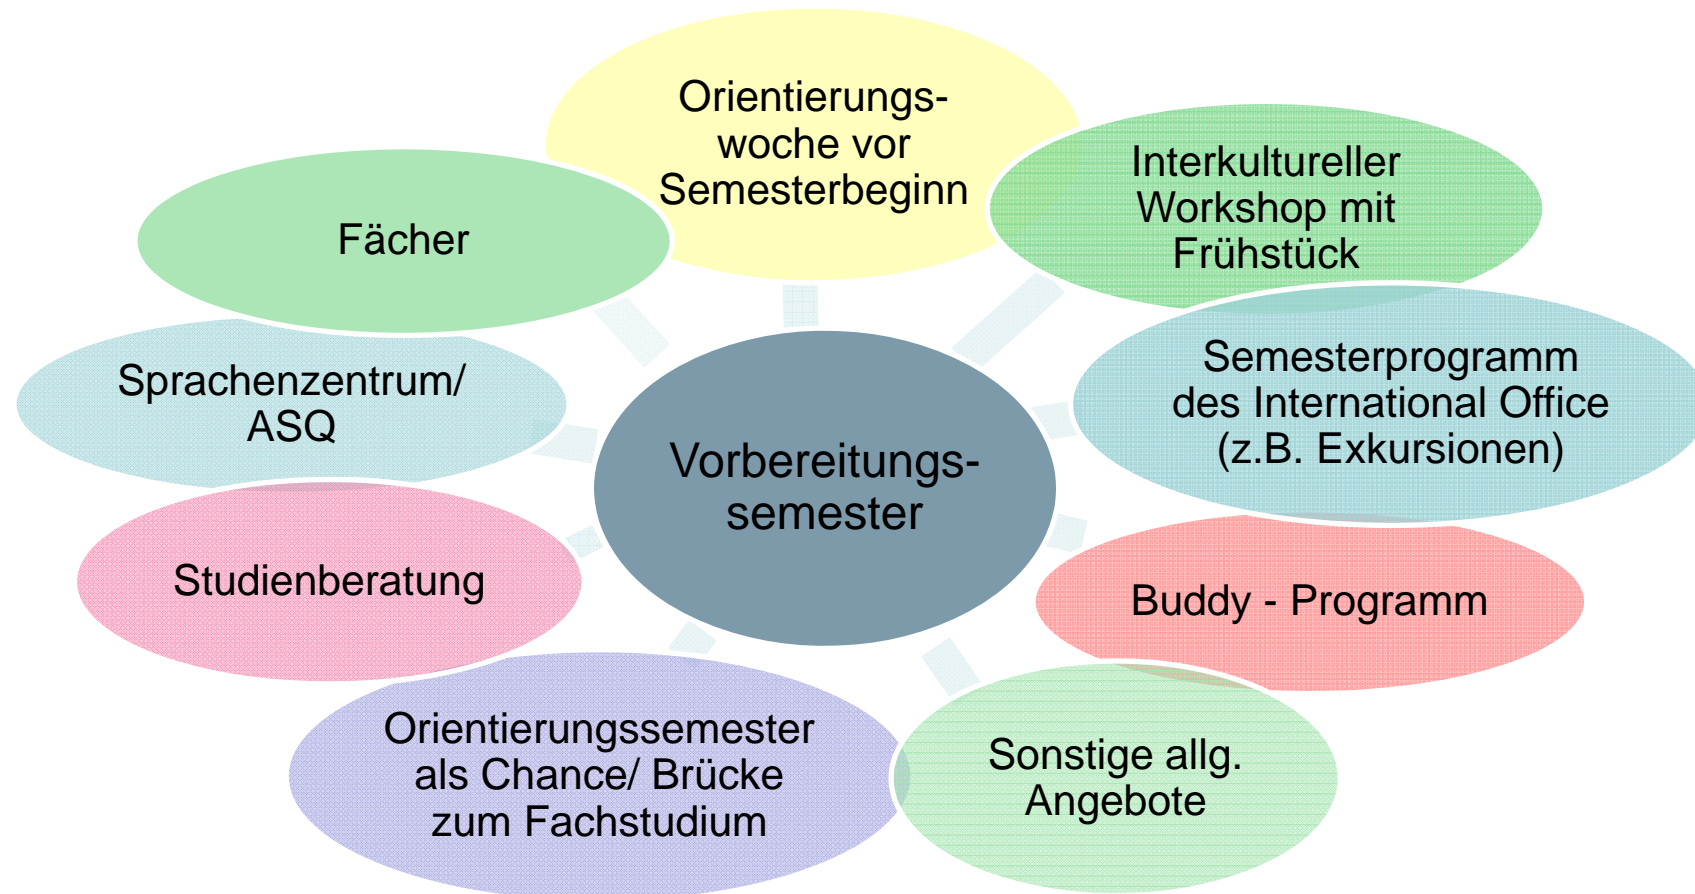 Orientierungs-
woche vor
Semesterbeginn
Interkultureller
Workshop mit
Frühstück
Fächer
Semesterprogramm
des International Office
(z.B. Exkursionen)
Sprachenzentrum/
ASQ
Vorbereitungs-
semester
Studienberatung
Buddy - Programm
Orientierungssemester
als Chance/ Brücke
zum Fachstudium
Sonstige allg.
Angebote